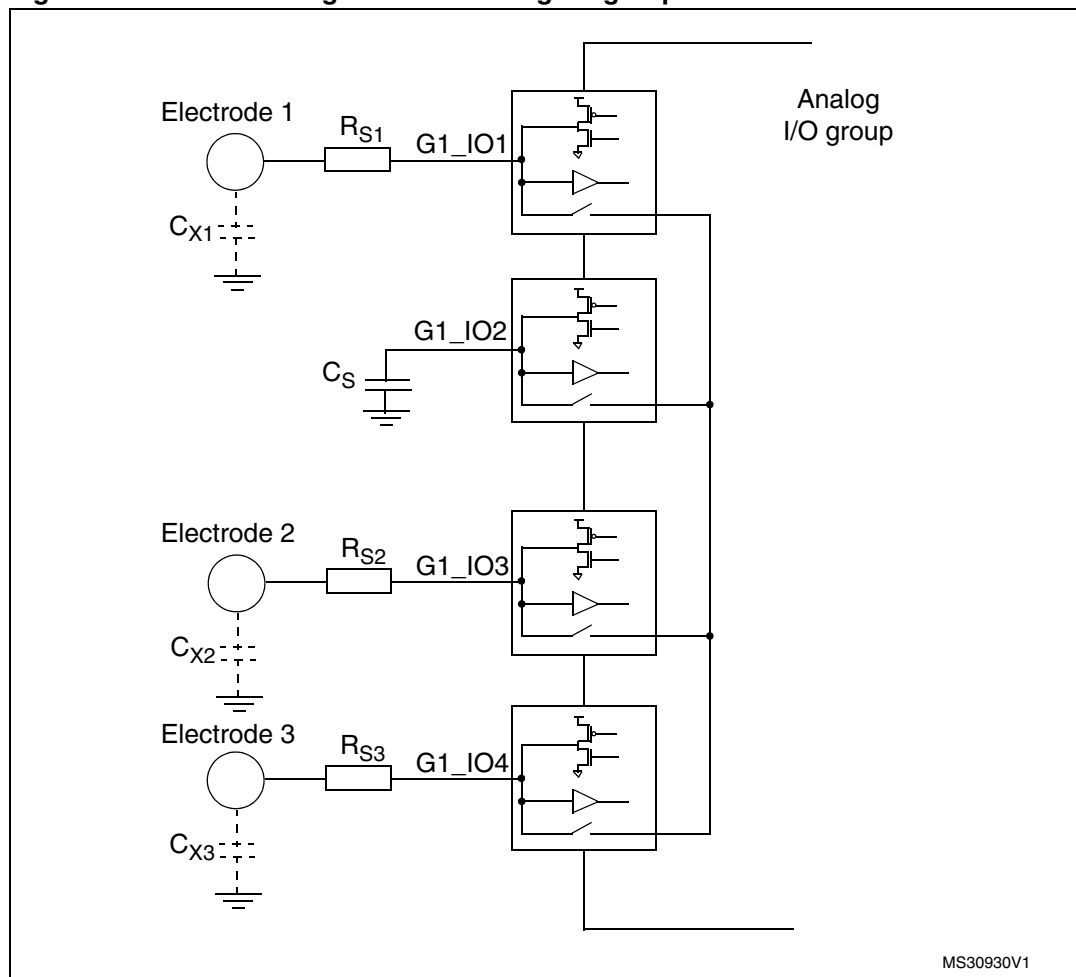 Analog
I/O group
Electrode 1
RS1
G1_IO1
CX1
G1_IO2
CS
Electrode 2
RS2
G1_IO3
CX2
Electrode 3
RS3
G1_IO4
CX3
MS30930V1